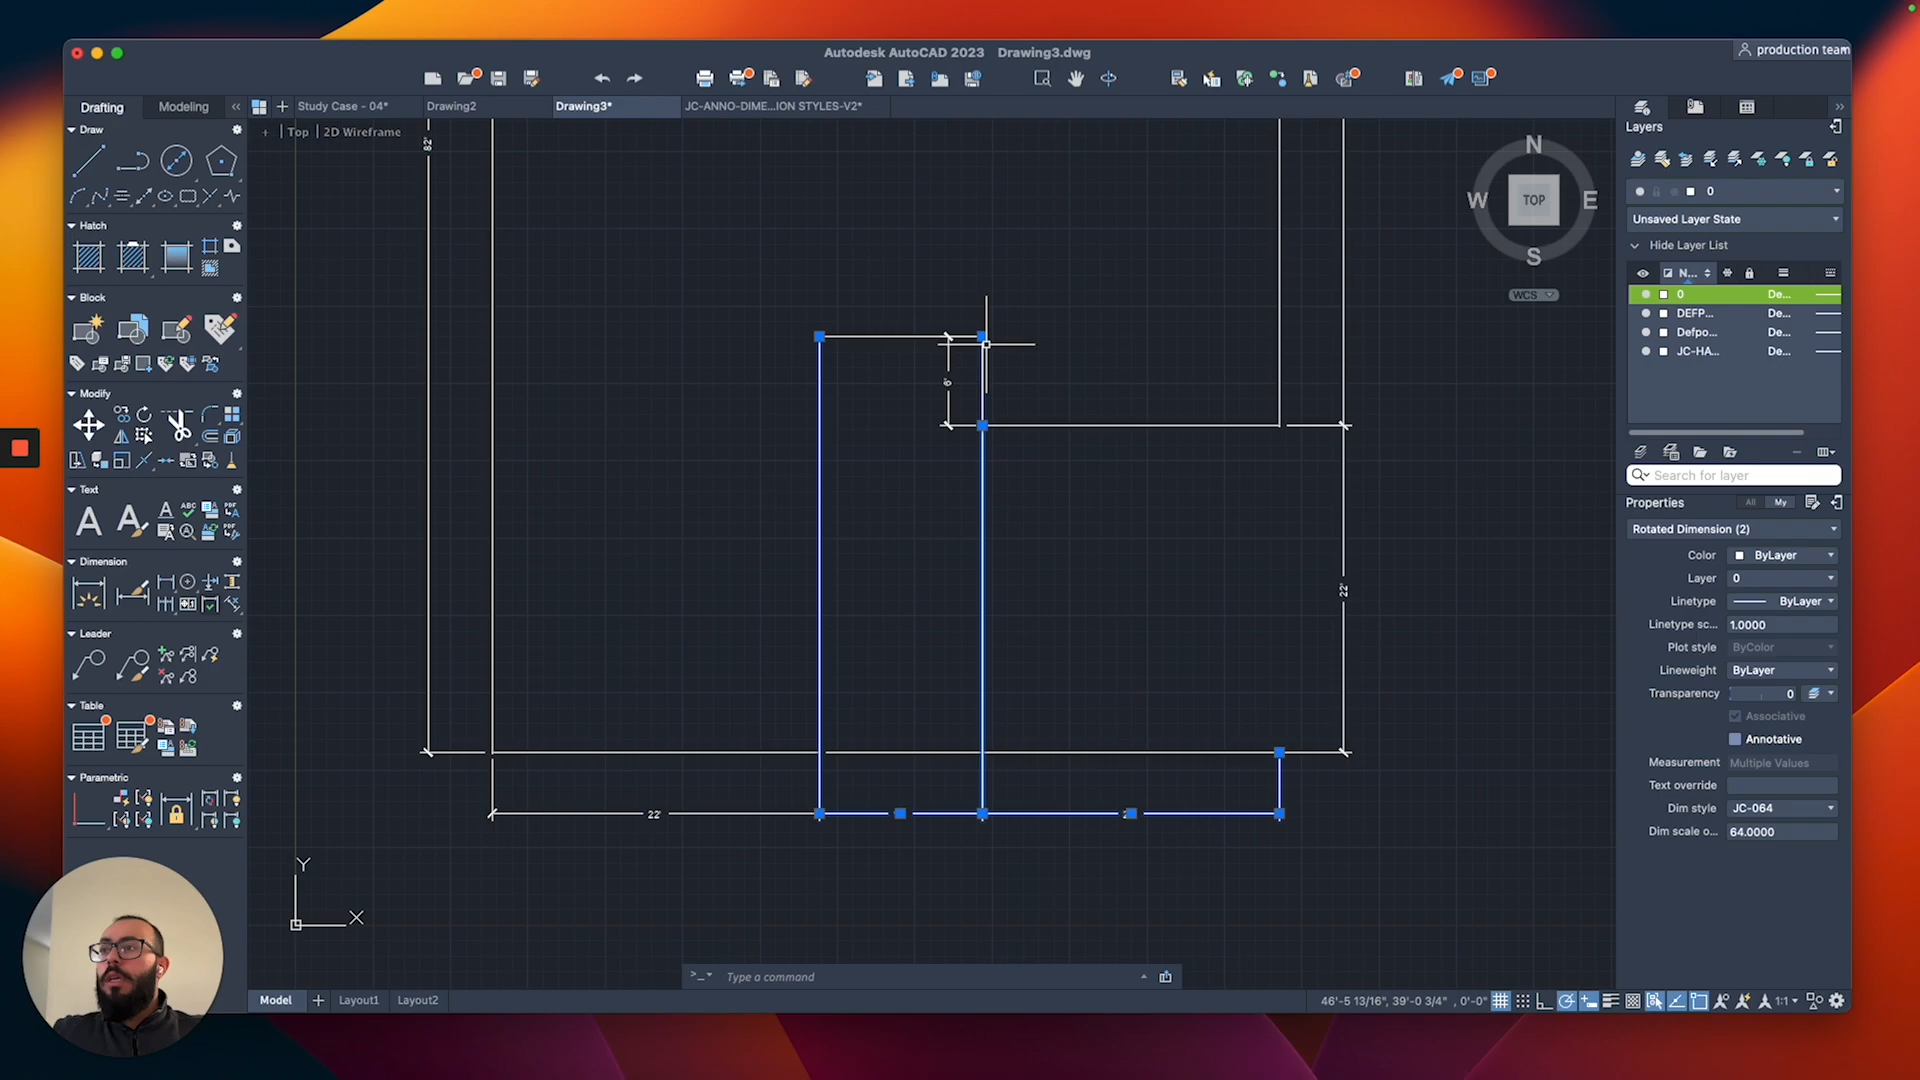 Autodesk AutoCAD 2023 Drawing3.dwg
production team
Drafting Modeling
Study Case - 04* Drawing2 Drawing3* JC-ANNO-DIME...ION STYLES-V2*
Draw
+ | Top | 2D Wireframe
Layers
N
W TOP E
S
WCS
0
Unsaved Layer State
Hide Layer List
N...
0 De...
DEFP... De...
Defpo... De...
JC-HA... De...
Search for layer
Hatch
Block
Modify
Text
Dimension
Leader
Table
Parametric
82'
6'
22'
22'
Properties All My
Rotated Dimension (2)
Color ByLayer
Layer 0
Linetype ByLayer
Linetype sc... 1.0000
Plot style ByColor
Lineweight ByLayer
Transparency 0
Associative
Annotative
Measurement Multiple Values
Text override
Dim style JC-064
Dim scale o... 64.0000
Y
X
Type a command
Model + Layout1 Layout2
46'-5 13/16", 39'-0 3/4" , 0'-0"
1:1